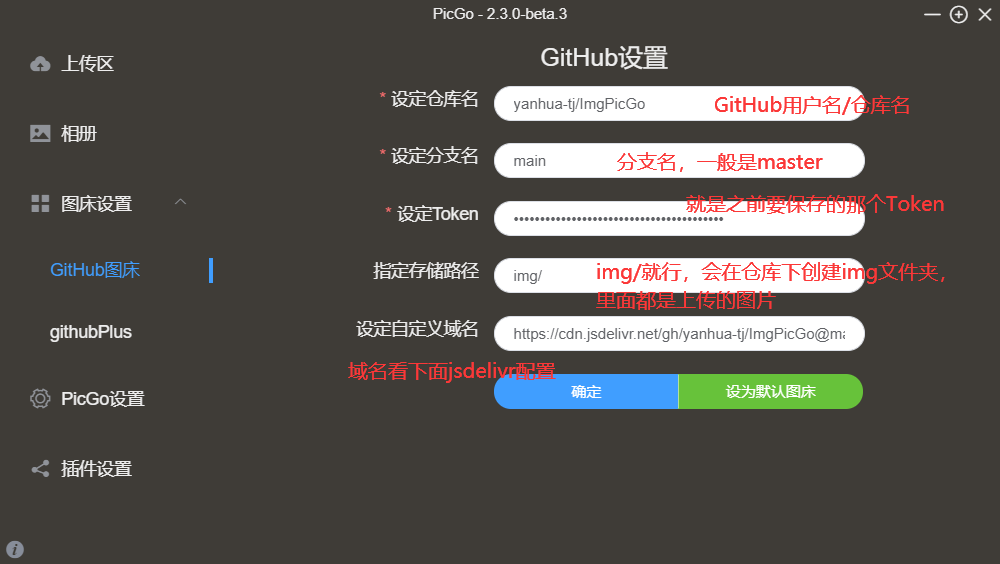 PicGo - 2.3.0-beta.3
上传区
相册
图床设置
GitHub图床
githubPlus
PicGo设置
插件设置
GitHub设置
* 设定仓库名
yanhua-tj/ImgPicGo
GitHub用户名/仓库名
* 设定分支名
main
分支名，一般是master
* 设定Token
就是之前要保存的那个Token
指定存储路径
img/
img/就行，会在仓库下创建img文件夹，
里面都是上传的图片
设定自定义域名
https://cdn.jsdelivr.net/gh/yanhua-tj/ImgPicGo@ma
域名看下面jsdelivr配置
确定
设为默认图床